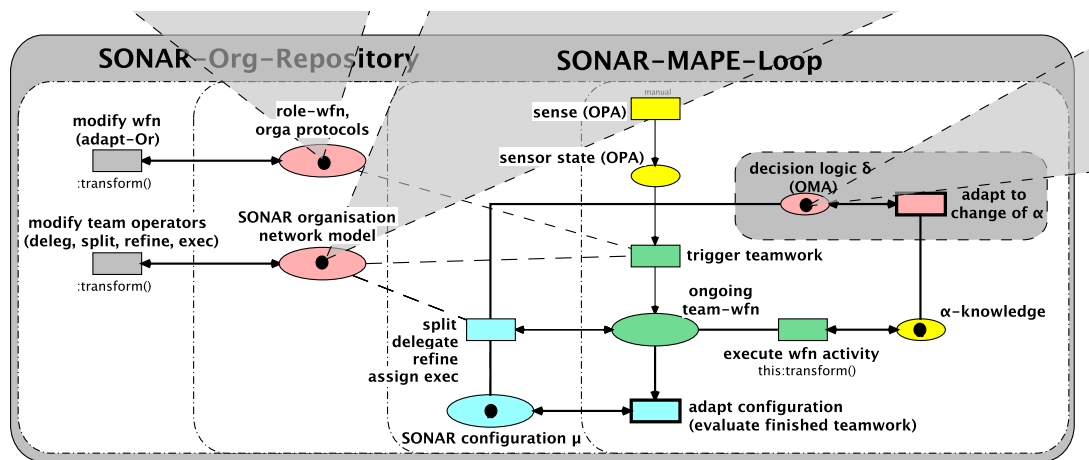 SONAR-Org-Repository
SONAR-MAPE-Loop
modify wfn
(adapt-Or)
:transform()
role-wfn,
orga protocols
modify team operators
(deleg, split, refine, exec)
:transform()
SONAR organisation
network model
manual
sense (OPA)
sensor state (OPA)
decision logic δ
(OMA)
adapt to
change of α
trigger teamwork
ongoing
team-wfn
α-knowledge
split
delegate
refine
assign exec
execute wfn activity
this:transform()
SONAR configuration μ
adapt configuration
(evaluate finished teamwork)